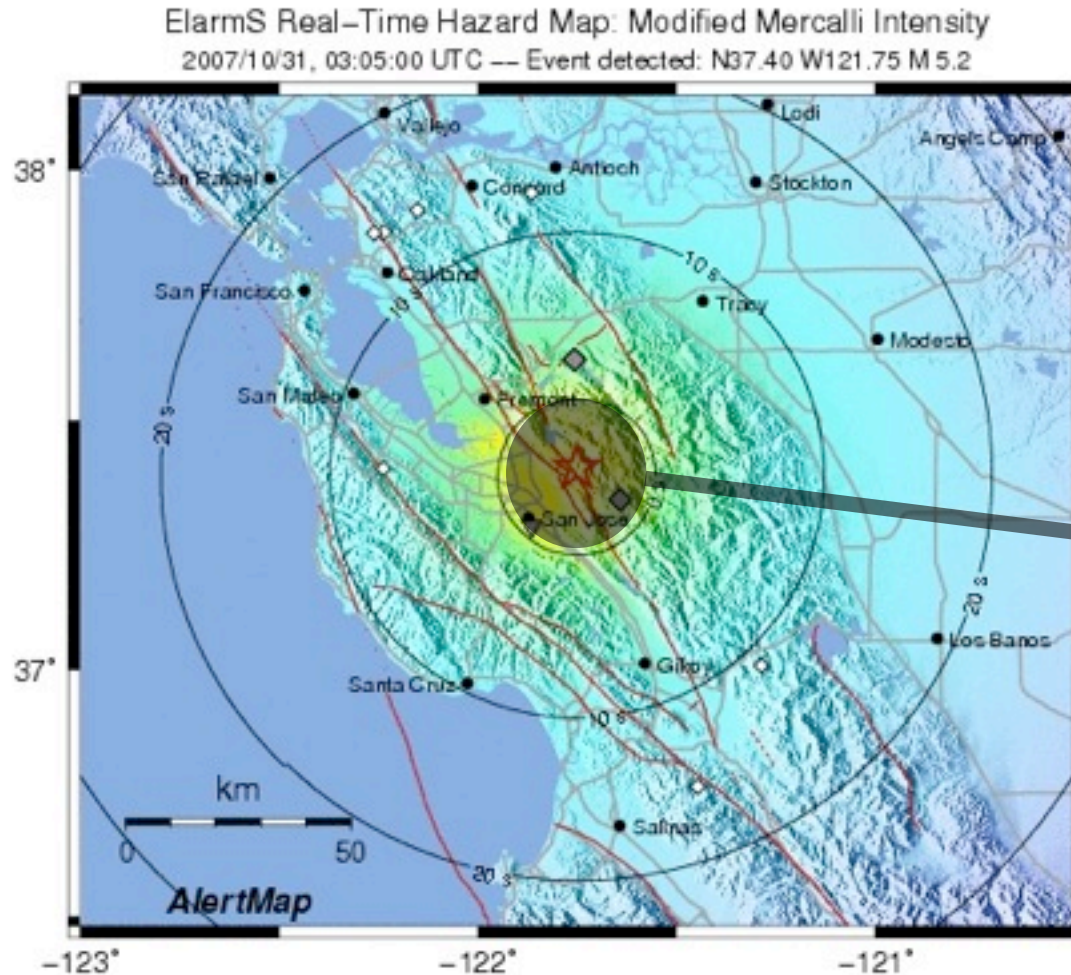 ElarmS Real-Time Hazard Map: Modified Mercalli Intensity
2007/10/31, 03:05:00 UTC -- Event detected: N37.40 W121.75 M 5.2
Lodi
Vallejo
Angels Camp
38°
Antioch
San Rafael
Concord
Stockton
10 s
Oakland
San Francisco
10 s
Tracy
Modesto
San Mateo
Fremont
20 s
San Jose
20 s
Los Banos
37°
Gilroy
Santa Cruz
10 s
km
0 50
Salinas
20 s
AlertMap
-123° -122° -121°